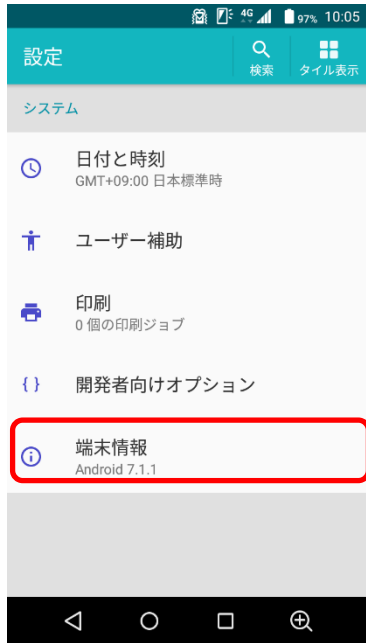 4G 97% 10:05
設定
検索 タイル表示
システム
日付と時刻
GMT+09:00 日本標準時
ユーザー補助
印刷
0 個の印刷ジョブ
{ } 開発者向けオプション
端末情報
Android 7.1.1